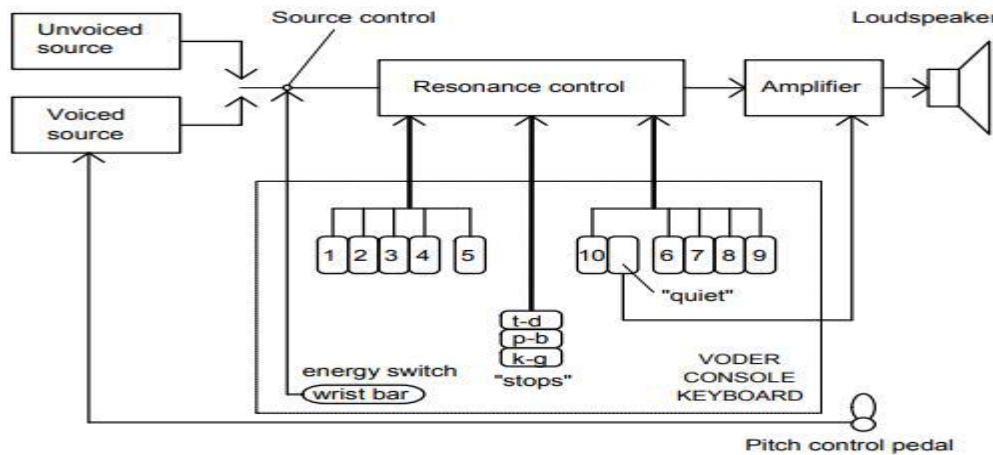 Source control
Loudspeaker
Unvoiced
source
Resonance control
Amplifier
Voiced
source
1 2 3 4 5 10 6 7 8 9
"quiet"
t-d
p-b
k-g
"stops"
energy switch
wrist bar
VODER
CONSOLE
KEYBOARD
Pitch control pedal